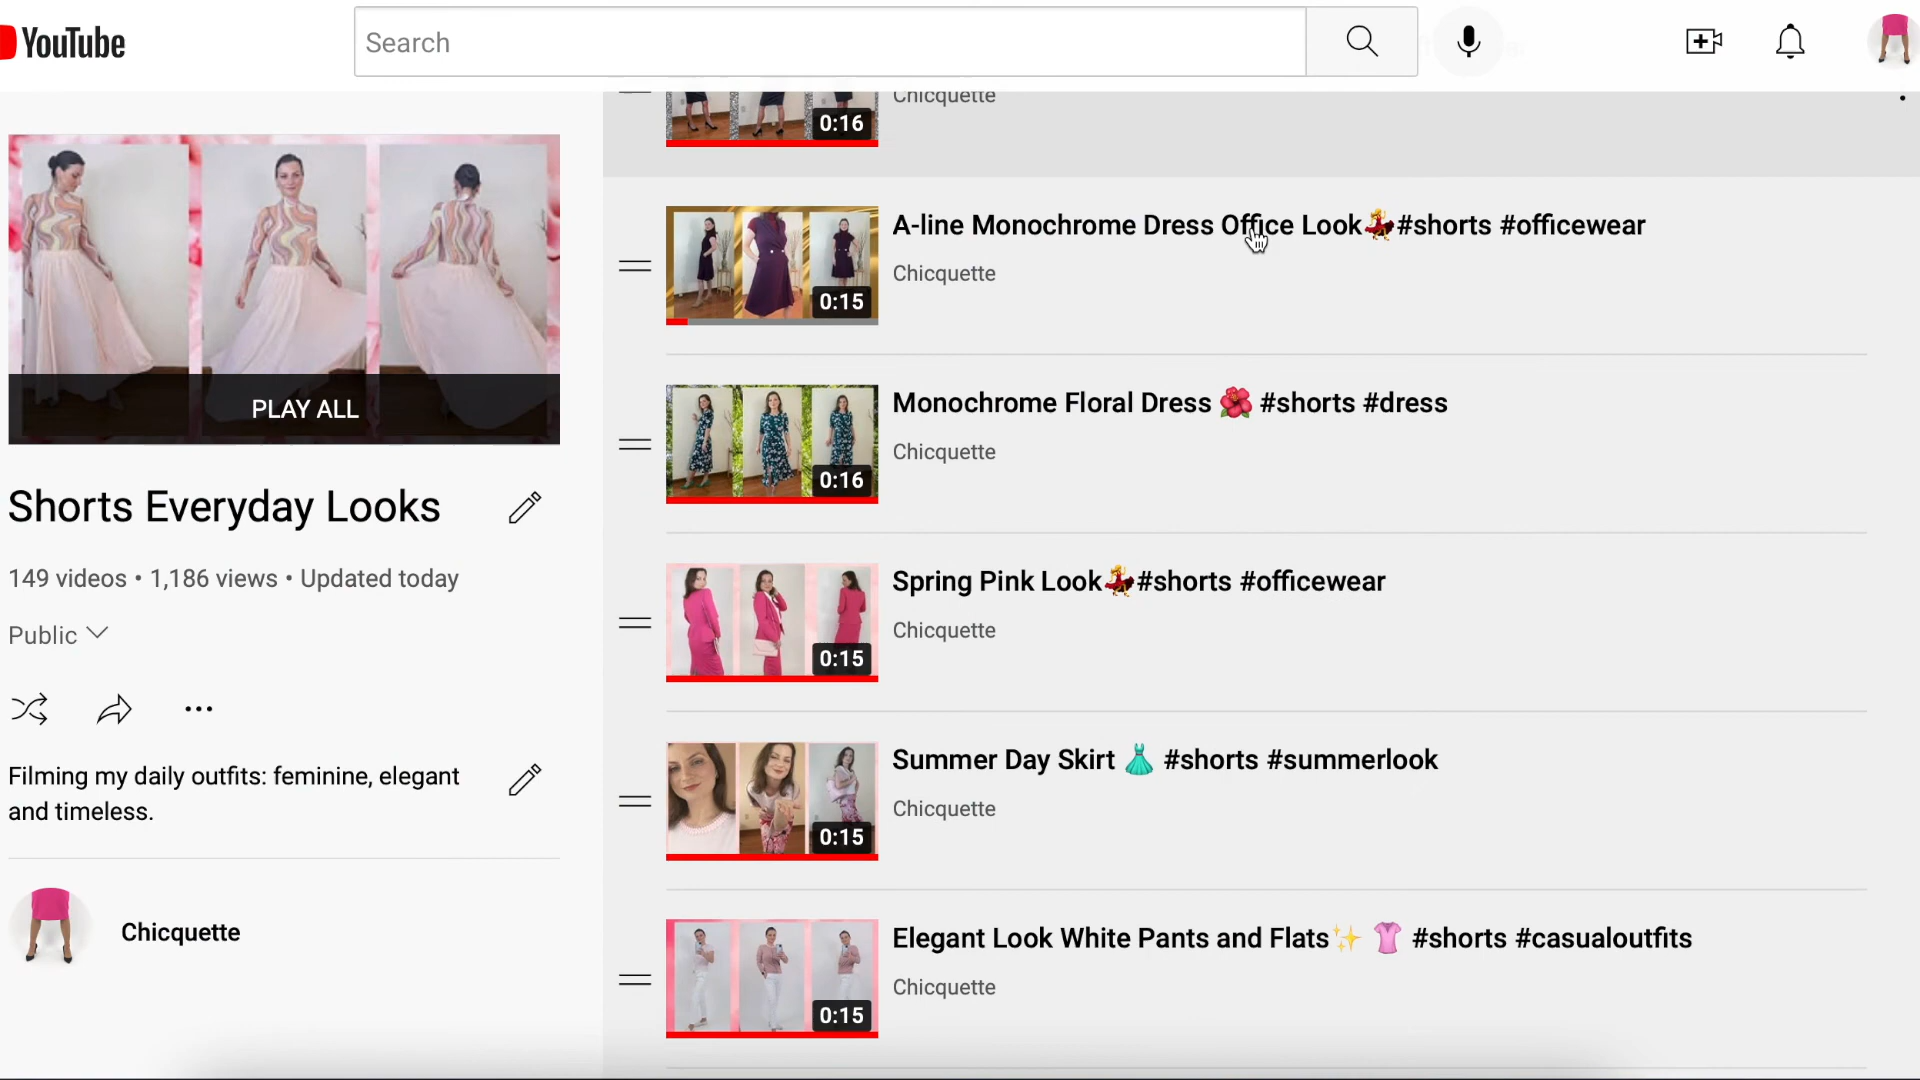 YouTube
Search
0:16
Chicquette
A-line Monochrome Dress Office Look💃#shorts #officewear
Chicquette
0:15
PLAY ALL
Monochrome Floral Dress 🌺 #shorts #dress
Chicquette
0:16
Shorts Everyday Looks
149 videos • 1,186 views • Updated today
Public
Spring Pink Look💃#shorts #officewear
Chicquette
0:15
Filming my daily outfits: feminine, elegant
and timeless.
Summer Day Skirt 👗 #shorts #summerlook
Chicquette
0:15
Chicquette
Elegant Look White Pants and Flats✨ 👚 #shorts #casualoutfits
Chicquette
0:15